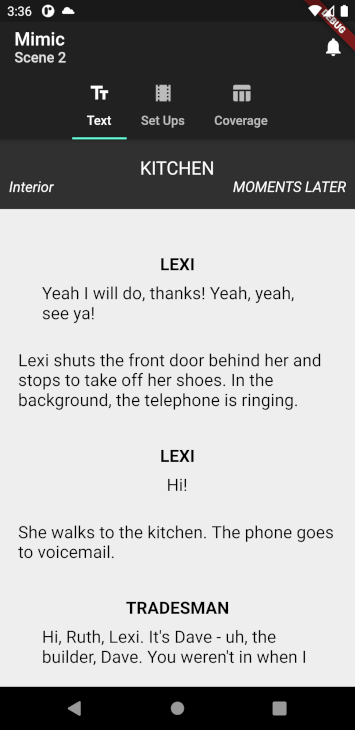 3:36
DEBUG
Mimic
Scene 2
Text
Set Ups
Coverage
KITCHEN
Interior
MOMENTS LATER
LEXI
Yeah I will do, thanks! Yeah, yeah,
see ya!
Lexi shuts the front door behind her and
stops to take off her shoes. In the
background, the telephone is ringing.
LEXI
Hi!
She walks to the kitchen. The phone goes
to voicemail.
TRADESMAN
Hi, Ruth, Lexi. It's Dave - uh, the
builder, Dave. You weren't in when I